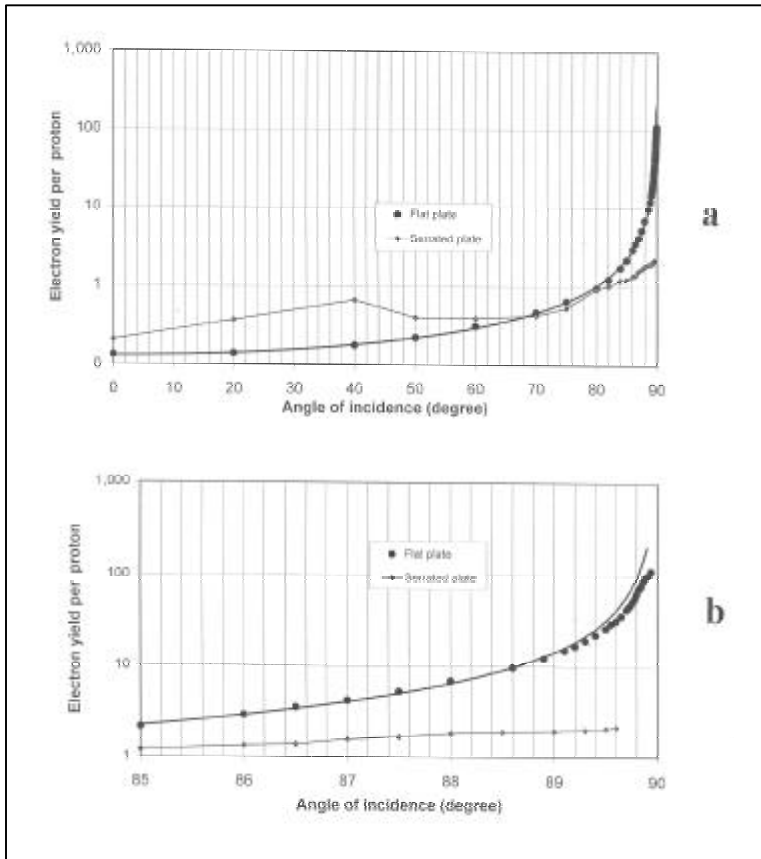 1,000
100
10
1
0
Electron yield per proton
Flat plate
Serrated plate
0 10 20 30 40 50 60 70 80 90
Angle of incidence (degree)
a
1,000
100
10
1
Electron yield per proton
Flat plate
Serrated plate
85 86 87 88 89 90
Angle of incidence (degree)
b